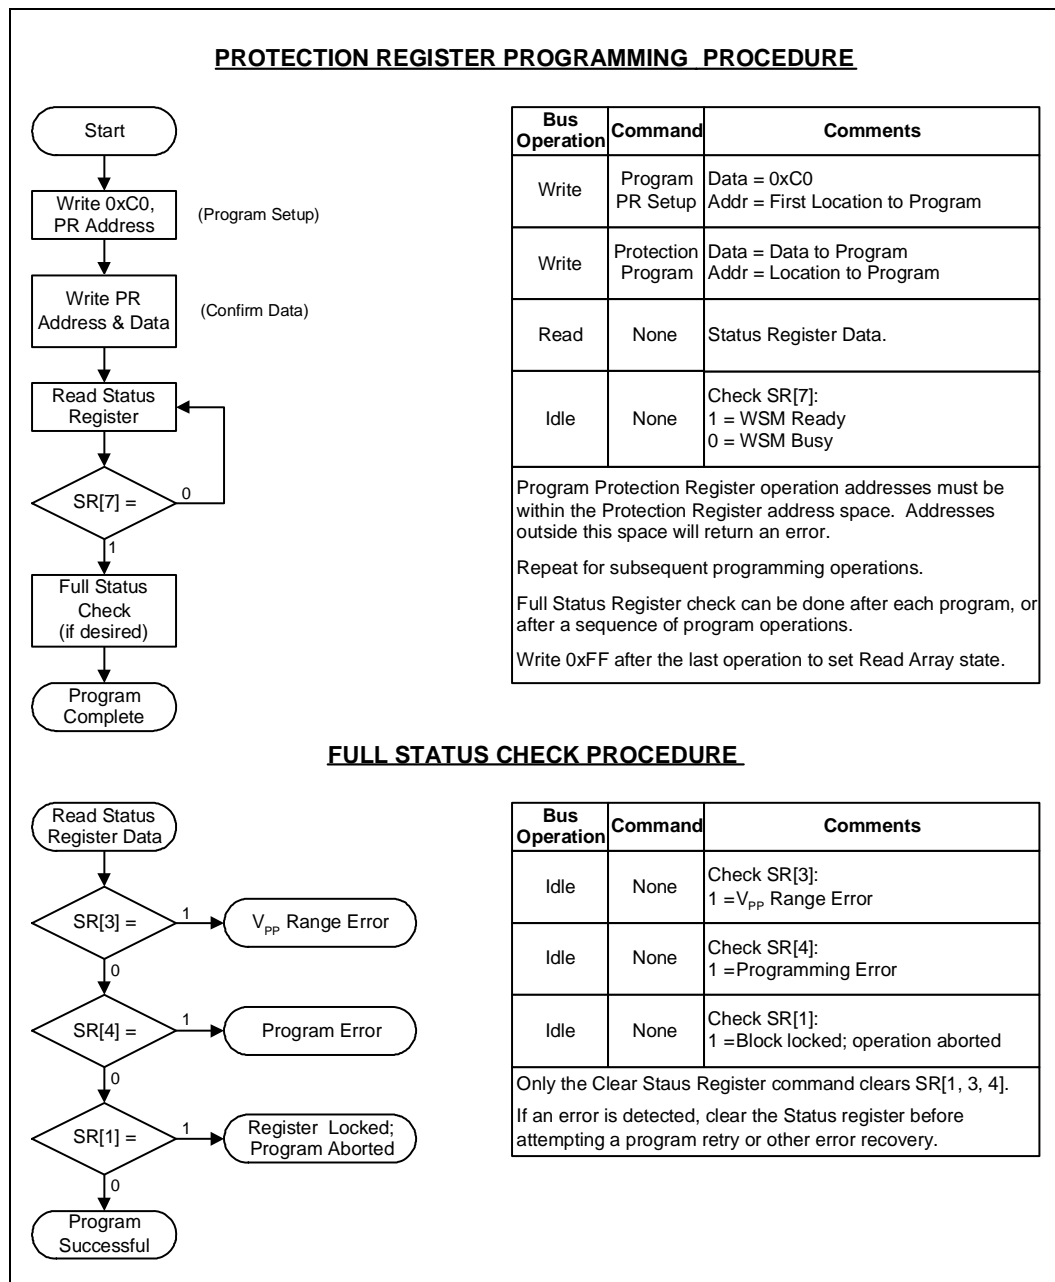 PROTECTION REGISTER PROGRAMMING PROCEDURE
Start
Write 0xC0,
PR Address
(Program Setup)
Write PR
Address & Data
(Confirm Data)
Read Status
Register
SR[7] =
0
1
Full Status
Check
(if desired)
Program
Complete
Bus
Operation
Command
Comments
Write
Program
PR Setup
Data = 0xC0
Addr = First Location to Program
Write
Protection
Program
Data = Data to Program
Addr = Location to Program
Read
None
Status Register Data.
Idle
None
Check SR[7]:
1 = WSM Ready
0 = WSM Busy
Program Protection Register operation addresses must be
within the Protection Register address space. Addresses
outside this space will return an error.
Repeat for subsequent programming operations.
Full Status Register check can be done after each program, or
after a sequence of program operations.
Write 0xFF after the last operation to set Read Array state.
FULL STATUS CHECK PROCEDURE
Read Status
Register Data
SR[3] =
1
VPP Range Error
0
SR[4] =
1
Program Error
0
SR[1] =
1
Register Locked;
Program Aborted
0
Program
Successful
Bus
Operation
Command
Comments
Idle
None
Check SR[3]:
1 =VPP Range Error
Idle
None
Check SR[4]:
1 =Programming Error
Idle
None
Check SR[1]:
1 =Block locked; operation aborted
Only the Clear Staus Register command clears SR[1, 3, 4].
If an error is detected, clear the Status register before
attempting a program retry or other error recovery.